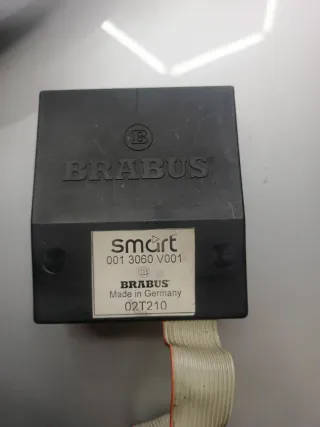 B
BRABUS
smart
001 3060 V001
B
BRABUS
Made in Germany
02T210